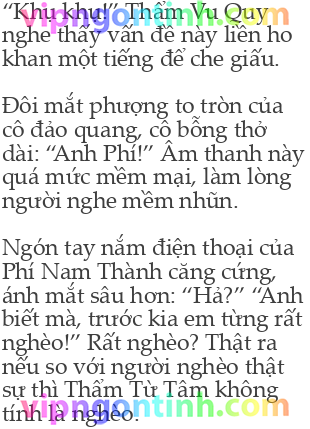 “Khụ khụ!” Thẩm Vu Quy
nghe thấy vấn đề này liền ho
khan một tiếng để che giấu.
Đôi mắt phượng to tròn của
cô đảo quang, cô bỗng thở
dài: “Anh Phí!” Âm thanh này
quá mức mềm mại, làm lòng
người nghe mềm nhũn.
Ngón tay nắm điện thoại của
Phí Nam Thành căng cứng,
ánh mắt sâu hơn: “Hả?” “Anh
biết mà, trước kia em từng rất
nghèo!” Rất nghèo? Thật ra
nếu so với người nghèo thật
sự thì Thẩm Từ Tâm không
tính là nghèo.
vipngontinh.com
vipngontinh.com